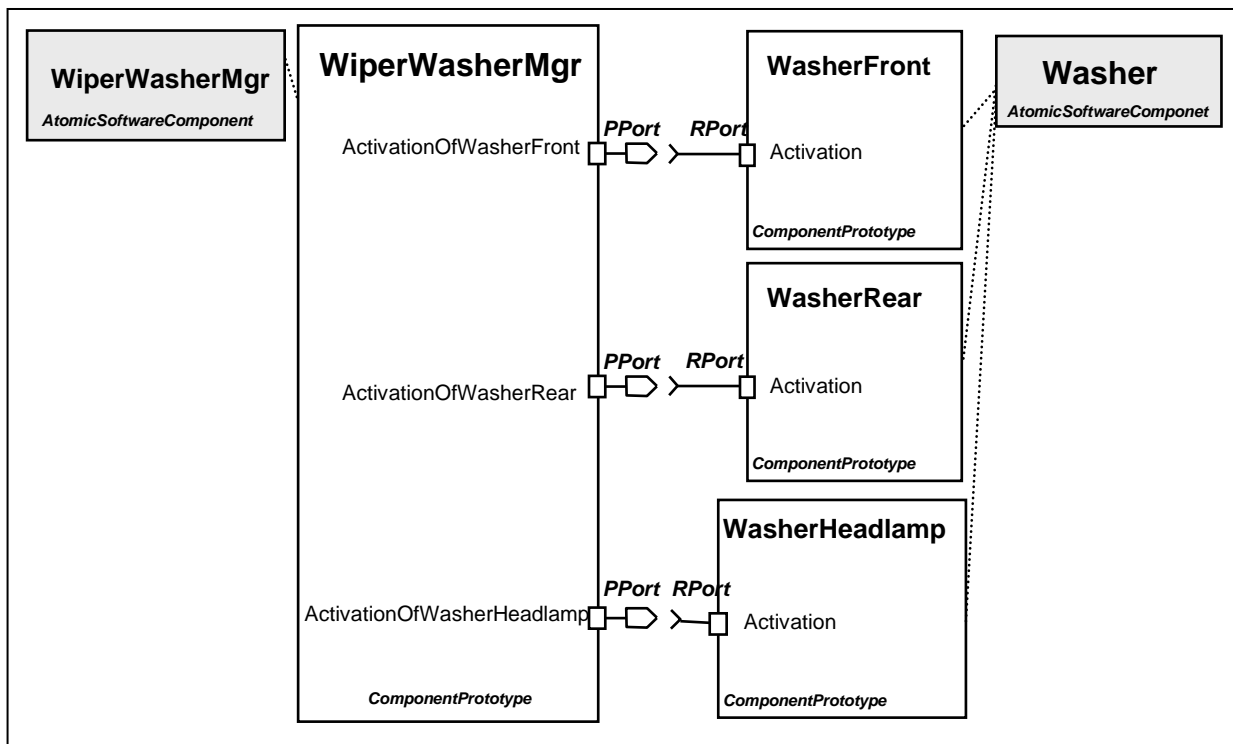 WiperWasherMgr
AtomicSoftwareComponent
WiperWasherMgr
ActivationOfWasherFront
ActivationOfWasherRear
ActivationOfWasherHeadlamp
ComponentPrototype
PPort RPort
PPort RPort
PPort RPort
WasherFront
Activation
ComponentPrototype
WasherRear
Activation
ComponentPrototype
WasherHeadlamp
Activation
ComponentPrototype
Washer
AtomicSoftwareComponet